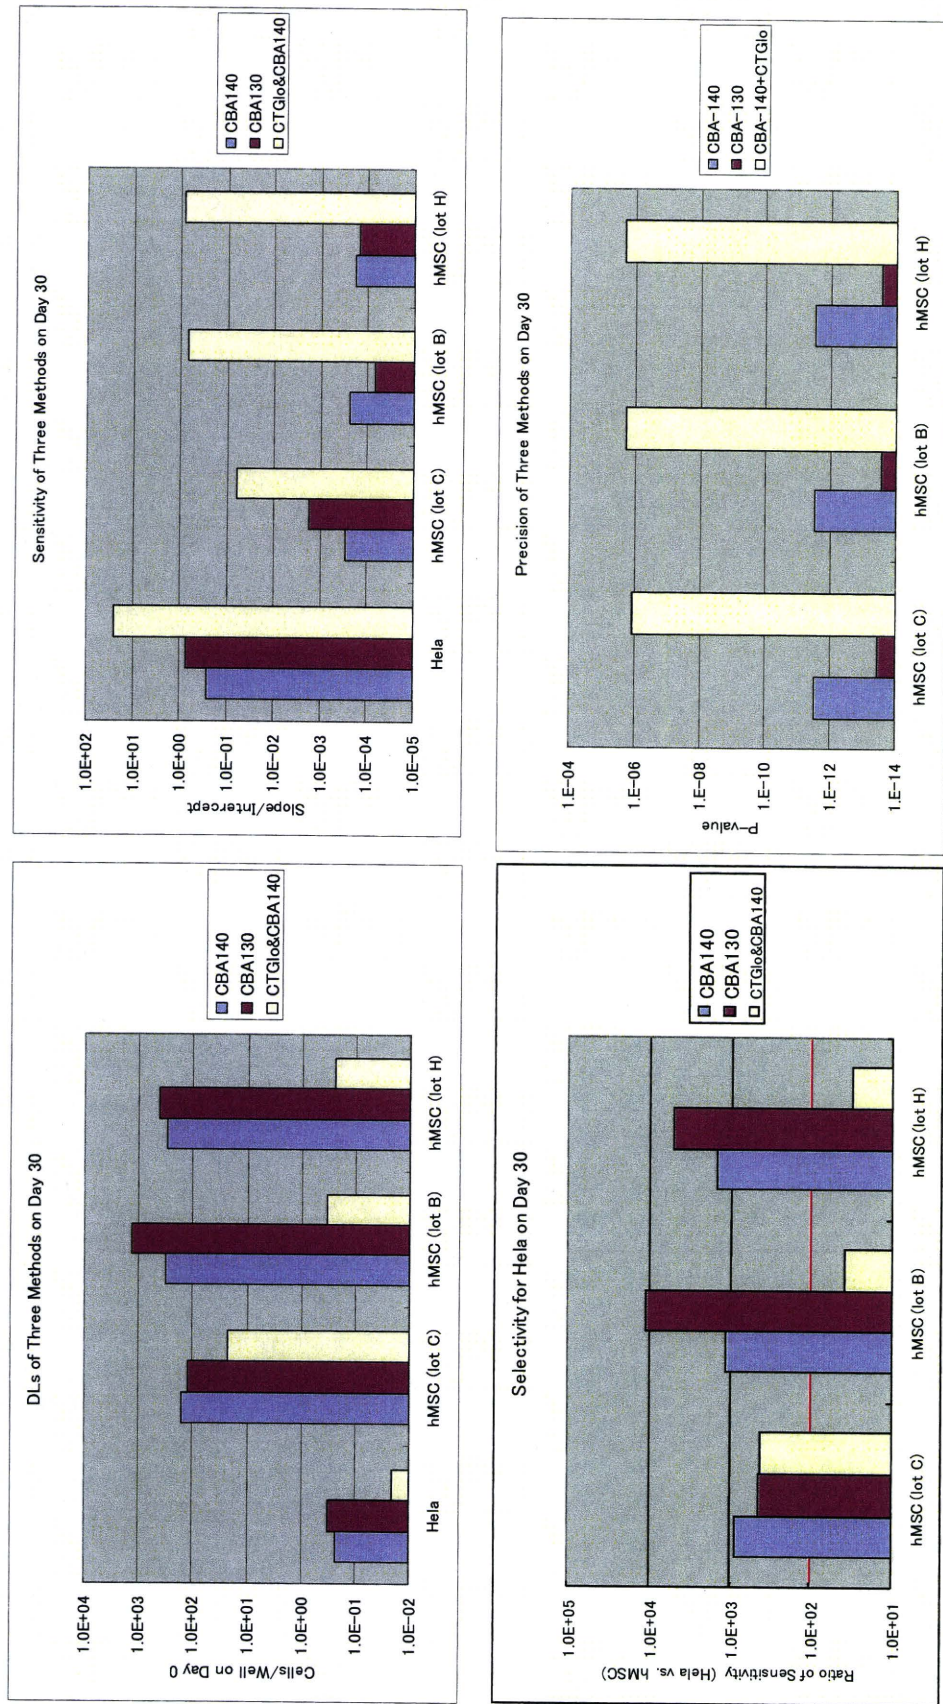 DLs of Three Methods on Day 30
Cells/Well on Day 0
1.0E+04
1.0E+03
1.0E+02
1.0E+01
1.0E+00
1.0E-01
1.0E-02
Hela
hMSC (lot C)
hMSC (lot B)
hMSC (lot H)
CBA140
CBA130
CTGlo&CBA140
Sensitivity of Three Methods on Day 30
Slope/Intercept
1.0E+02
1.0E+01
1.0E+00
1.0E-01
1.0E-02
1.0E-03
1.0E-04
1.0E-05
Hela
hMSC (lot C)
hMSC (lot B)
hMSC (lot H)
CBA140
CBA130
CTGlo&CBA140
Selectivity for Hela on Day 30
Ratio of Sensitivity (Hela vs. hMSC)
1.0E+05
1.0E+04
1.0E+03
1.0E+02
1.0E+01
hMSC (lot C)
hMSC (lot B)
hMSC (lot H)
CBA140
CBA130
CTGlo&CBA140
Precision of Three Methods on Day 30
P-value
1.E-04
1.E-06
1.E-08
1.E-10
1.E-12
1.E-14
hMSC (lot C)
hMSC (lot B)
hMSC (lot H)
CBA-140
CBA-130
CBA-140+CTGlo